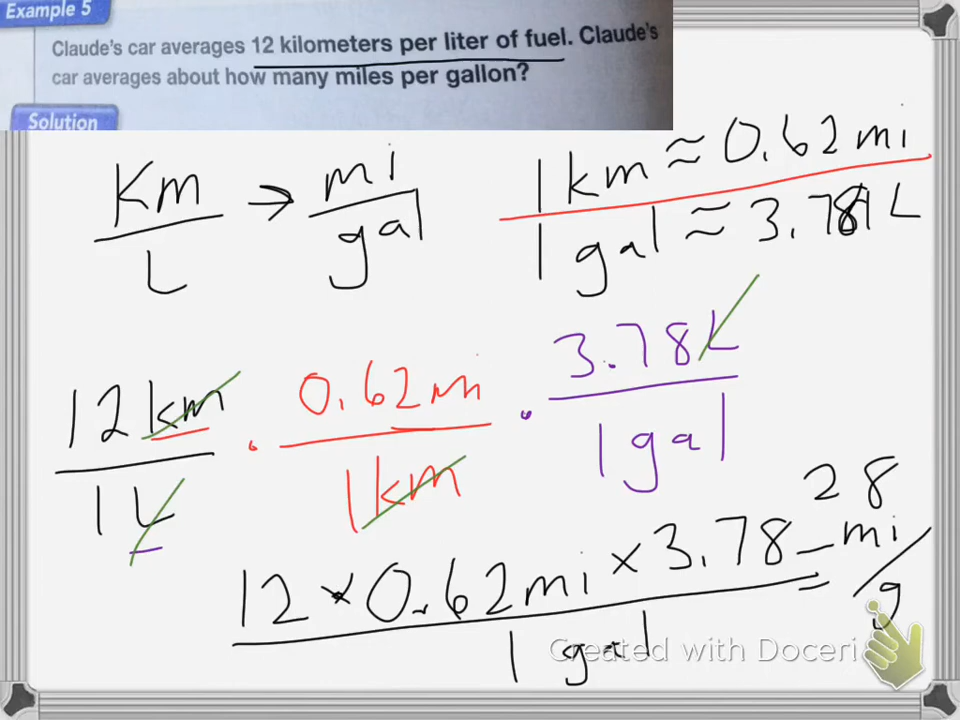 Example 5
Claude's car averages 12 kilometers per liter of fuel. Claude's
car averages about how many miles per gallon?
Solution
Km → mi
L gal
1 km ≈ 0.62 mi
1 gal ≈ 3.78 L
12 km · 0.62 mi · 3.78 L
1 L 1 km 1 gal
12 × 0.62 mi × 3.78 = 28 mi/g
1 gal
Created with Doceri